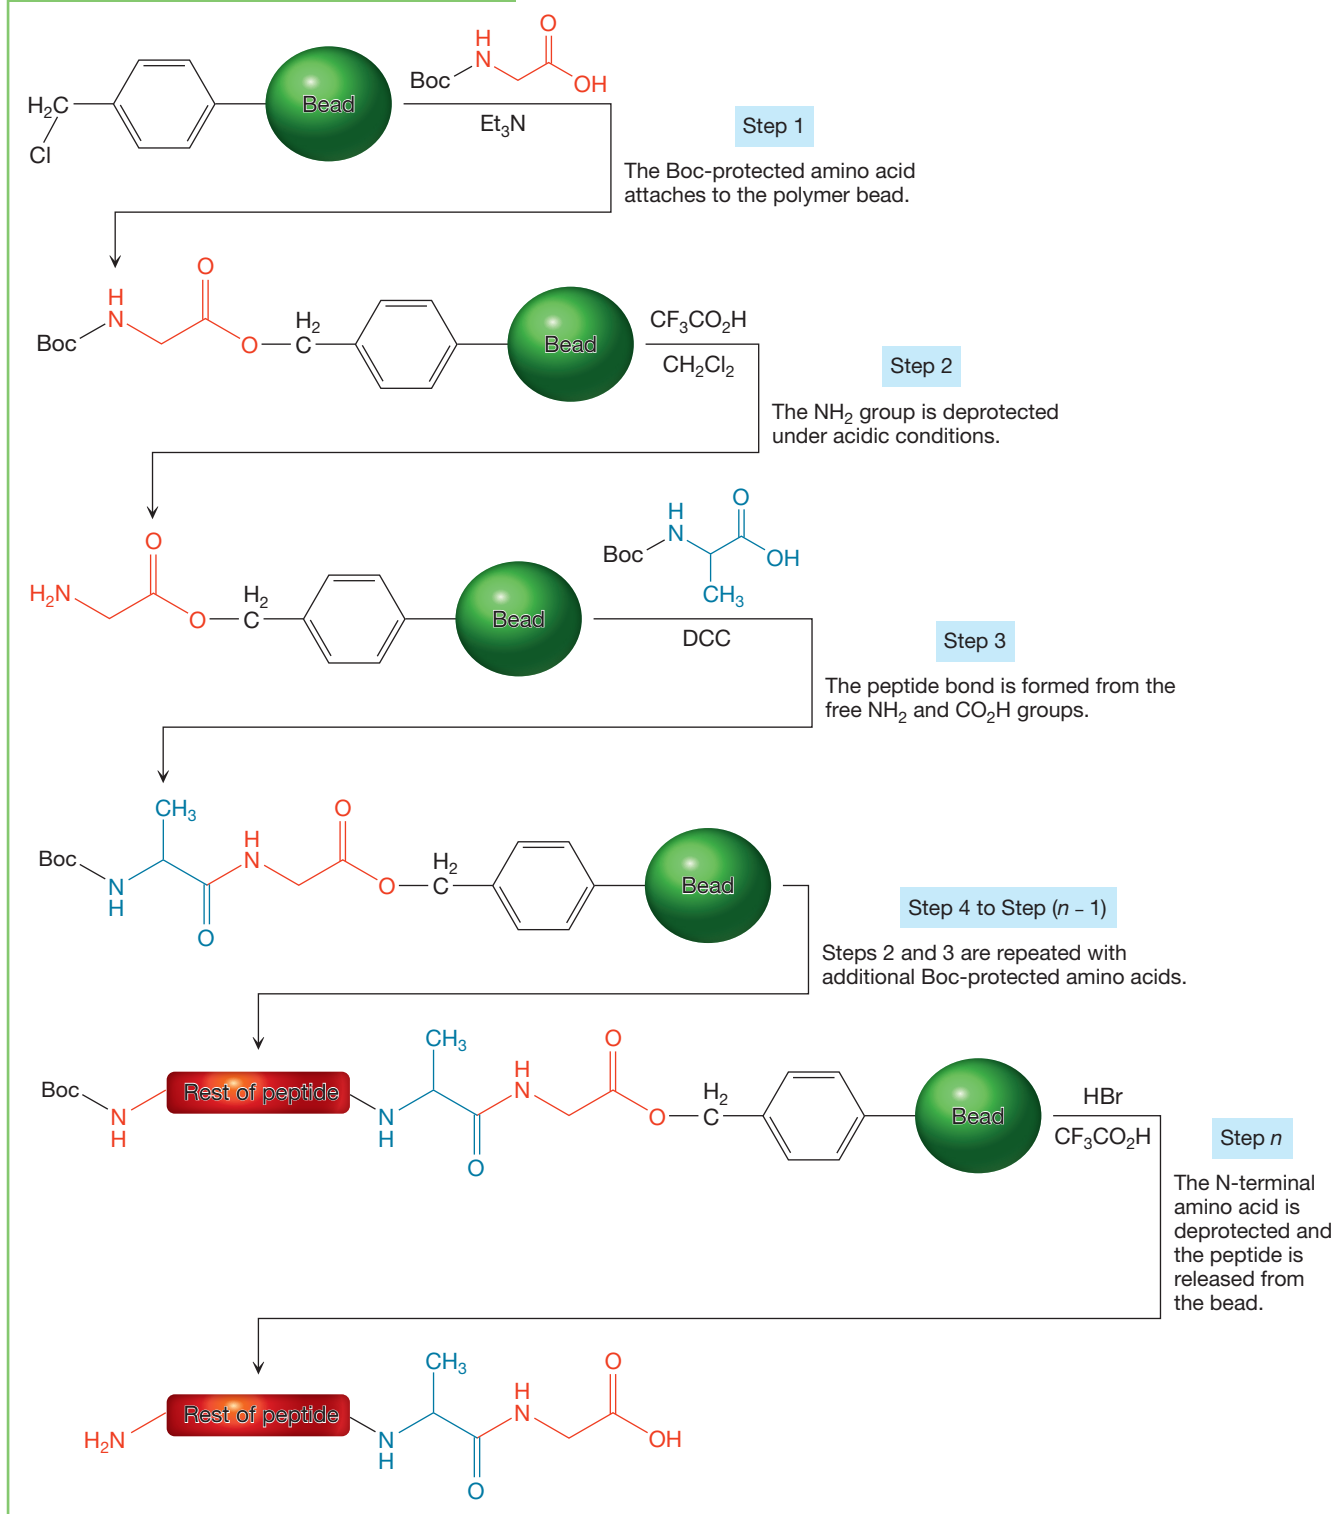 H
N
O
Boc
OH
H₂C
Cl
Bead
Et₃N
Step 1
The Boc-protected amino acid
attaches to the polymer bead.
O
H
N
Boc
O
H₂
C
Bead
CF₃CO₂H
CH₂Cl₂
Step 2
The NH₂ group is deprotected
under acidic conditions.
O
H
N
Boc
OH
CH₃
O
H₂N
O
H₂
C
Bead
DCC
Step 3
The peptide bond is formed from the
free NH₂ and CO₂H groups.
CH₃
O
Boc
H
N
N
H
O
O
H₂
C
Bead
Step 4 to Step (n – 1)
Steps 2 and 3 are repeated with
additional Boc-protected amino acids.
CH₃
O
Boc
N
H
Rest of peptide
N
H
O
H
N
O
H₂
C
Bead
HBr
CF₃CO₂H
Step n
The N-terminal
amino acid is
deprotected and
the peptide is
released from
the bead.
CH₃
O
H₂N
Rest of peptide
N
H
O
H
N
OH